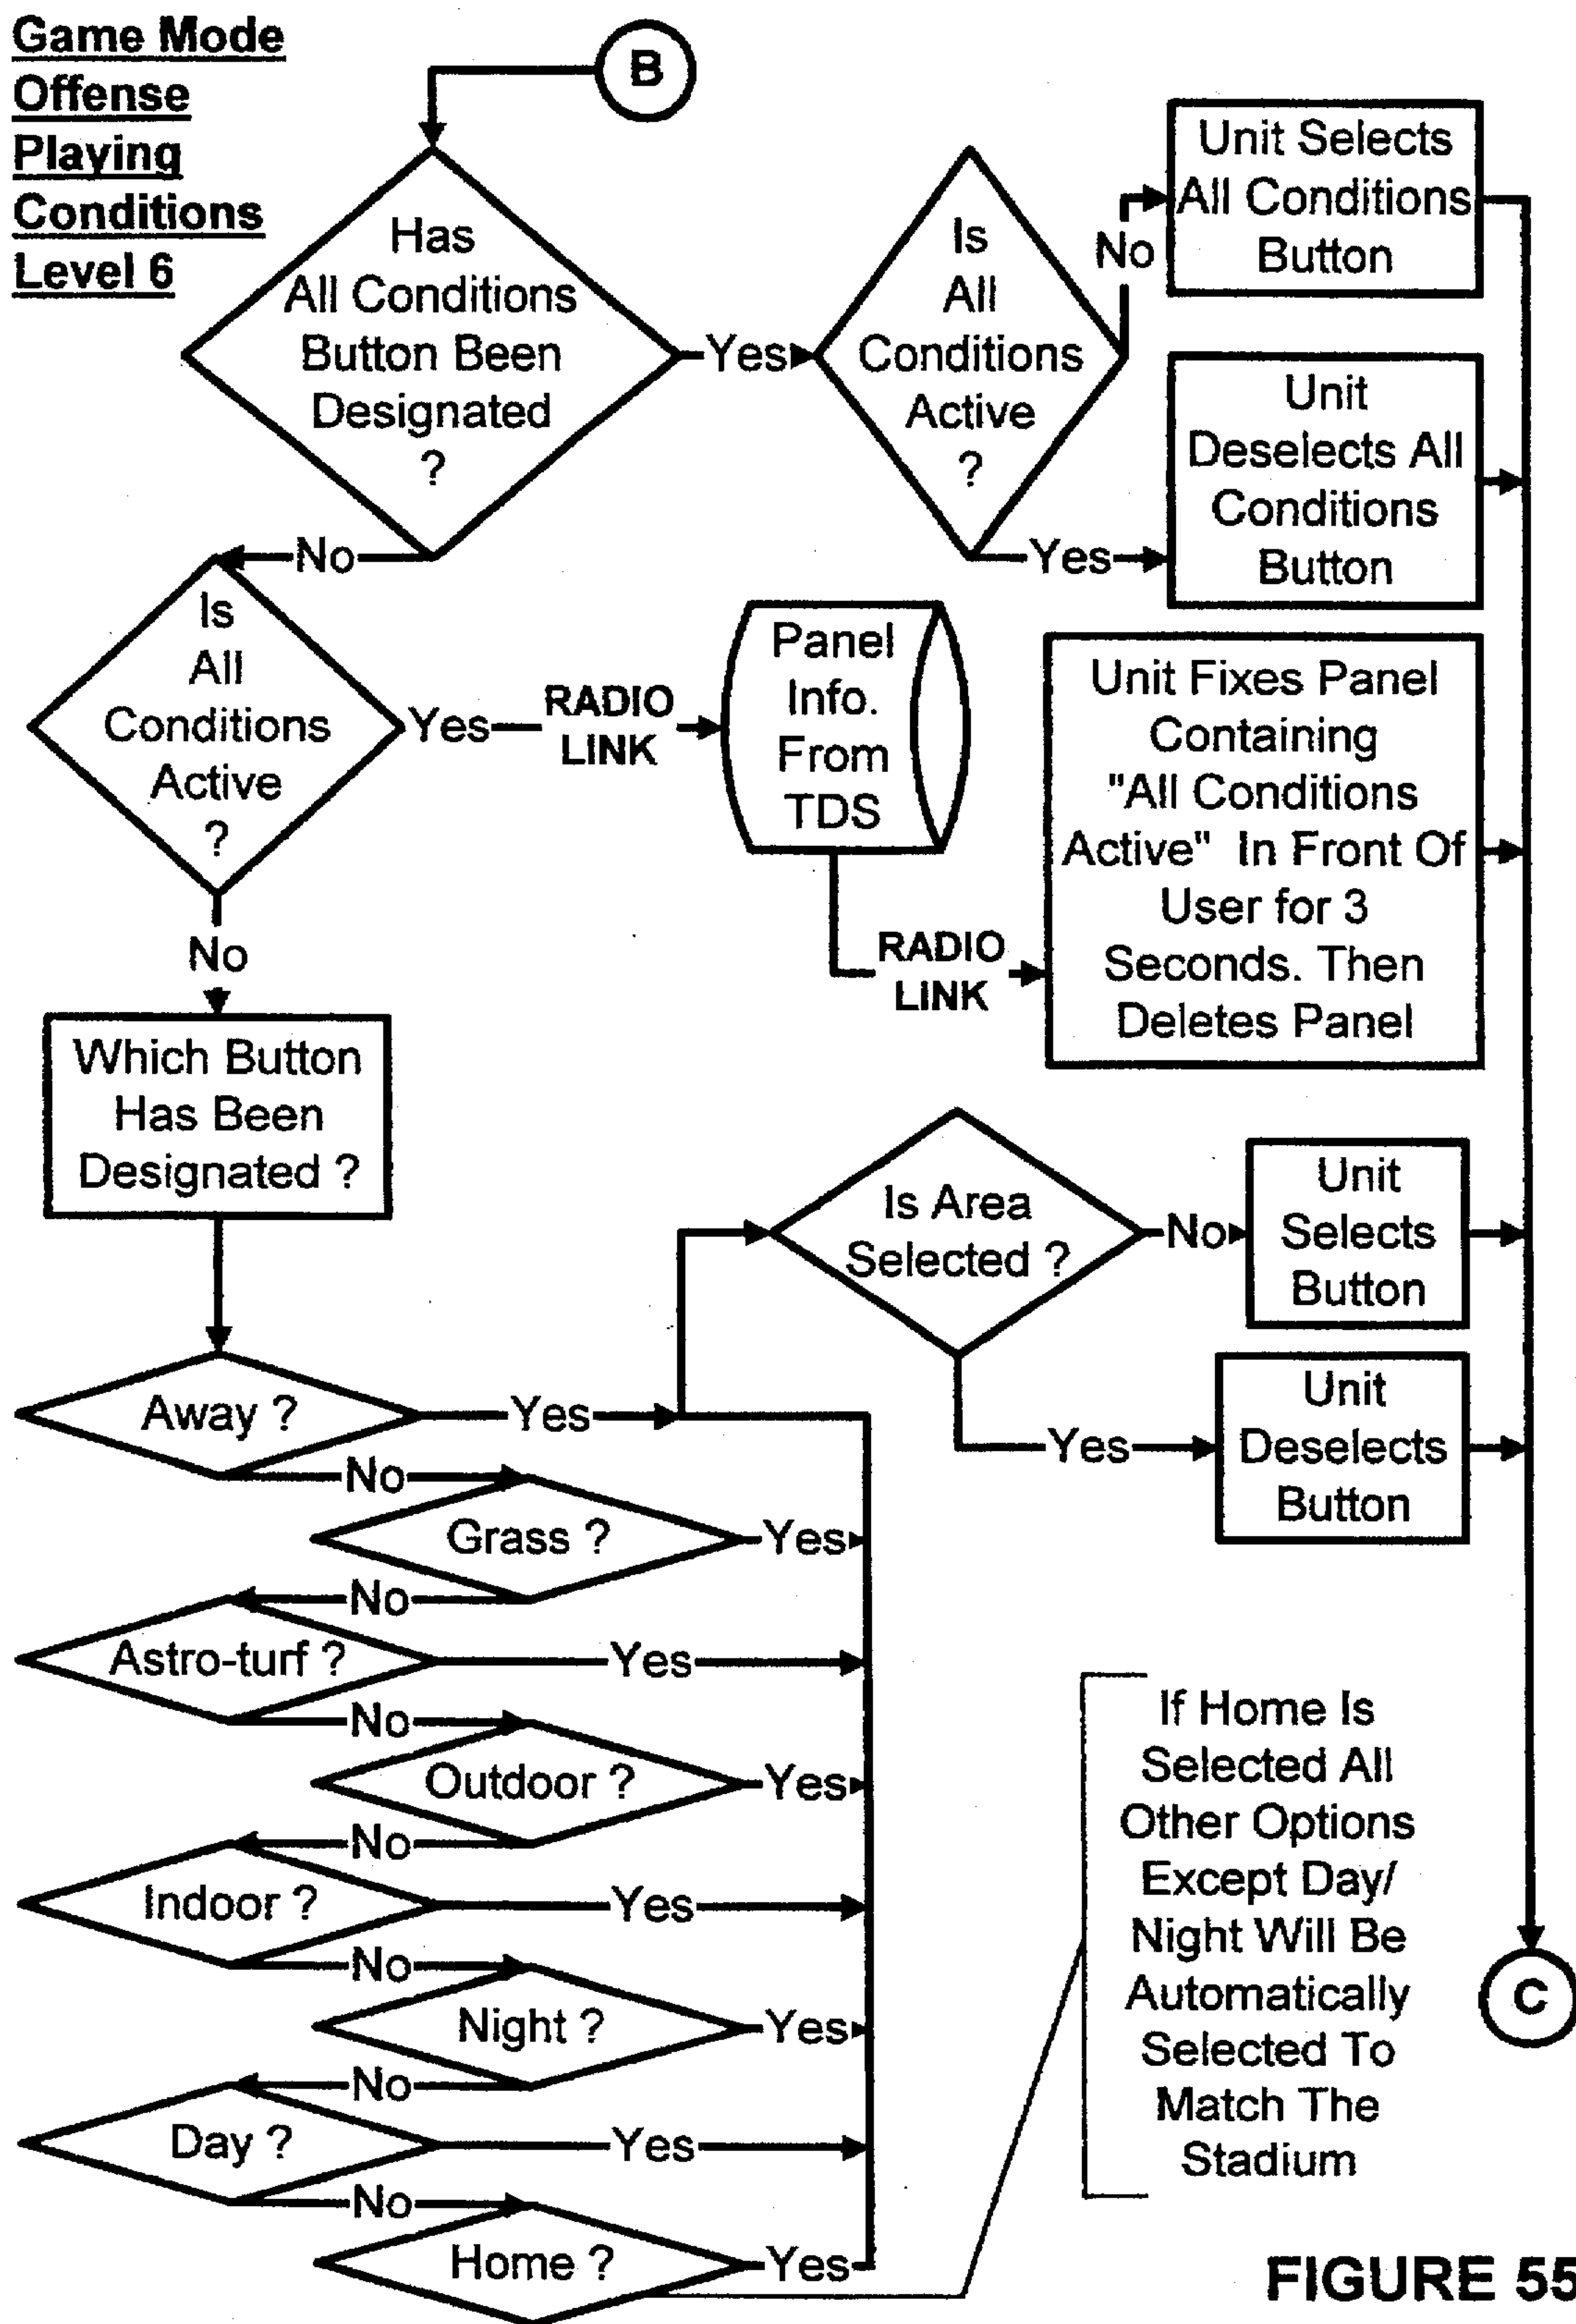 Game Mode
Offense
Playing
Conditions
Level 6
B
Has
All Conditions
Button Been
Designated
?
Yes
Is
All
Conditions
Active
?
No
Unit Selects
All Conditions
Button
Yes
Unit
Deselects All
Conditions
Button
No
Is
All
Conditions
Active
?
Yes
RADIO
LINK
Panel
Info.
From
TDS
RADIO
LINK
Unit Fixes Panel
Containing
"All Conditions
Active" In Front Of
User for 3
Seconds. Then
Deletes Panel
No
Which Button
Has Been
Designated ?
Is Area
Selected ?
No
Unit
Selects
Button
Yes
Unit
Deselects
Button
Away ?
Yes
No
Grass ?
Yes
No
Astro-turf ?
Yes
No
Outdoor ?
Yes
No
Indoor ?
Yes
No
Night ?
Yes
No
Day ?
Yes
No
Home ?
Yes
If Home Is
Selected All
Other Options
Except Day/
Night Will Be
Automatically
Selected To
Match The
Stadium
C
FIGURE 55